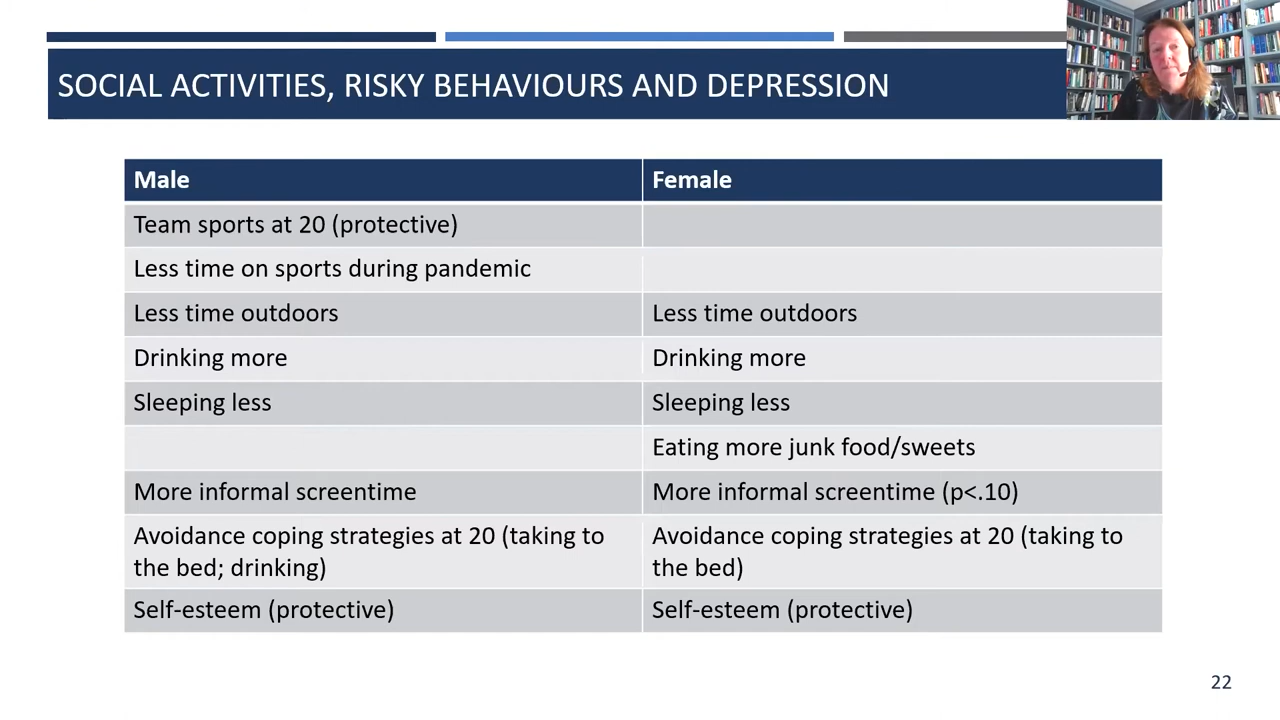 SOCIAL ACTIVITIES, RISKY BEHAVIOURS AND DEPRESSION
Male
Female
Team sports at 20 (protective)
Less time on sports during pandemic
Less time outdoors
Less time outdoors
Drinking more
Drinking more
Sleeping less
Sleeping less
Eating more junk food/sweets
More informal screentime
More informal screentime (p<.10)
Avoidance coping strategies at 20 (taking to
the bed; drinking)
Avoidance coping strategies at 20 (taking to
the bed)
Self-esteem (protective)
Self-esteem (protective)
22